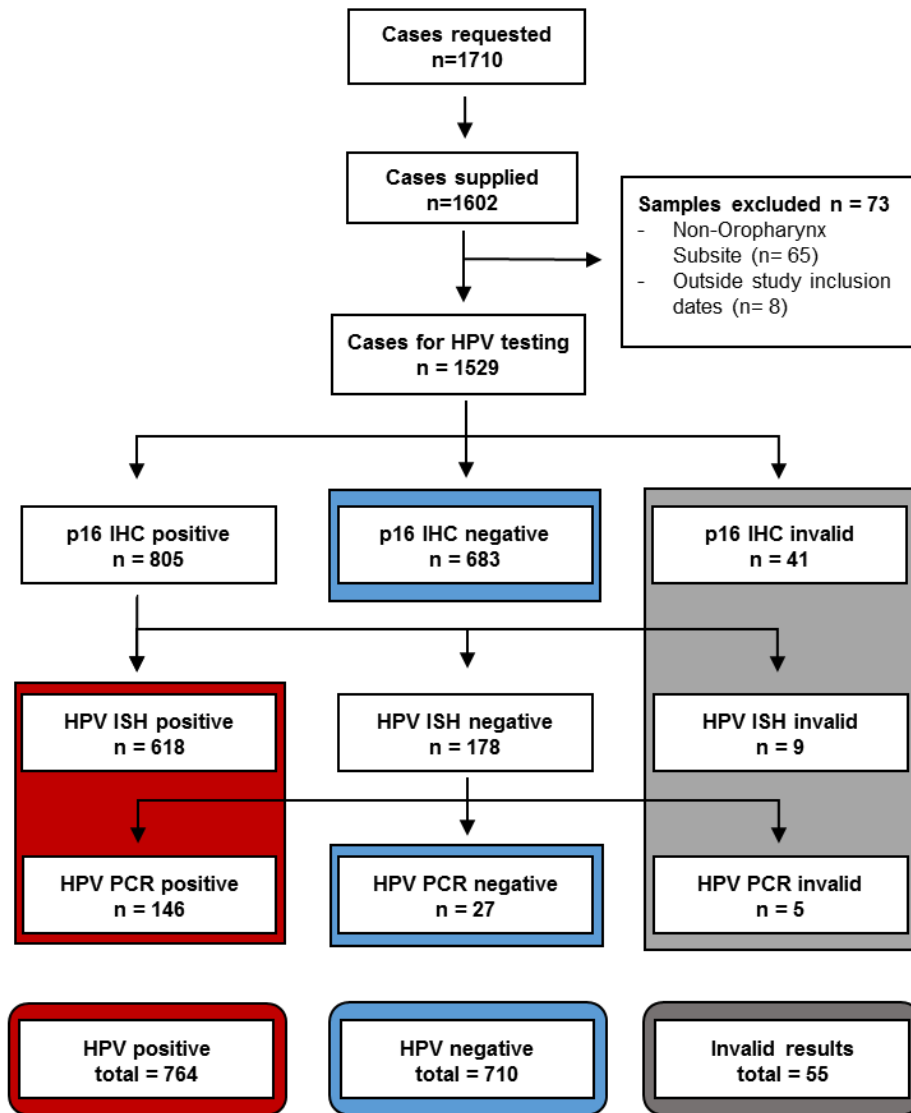 Cases requested
n=1710
Cases supplied
n=1602
Samples excluded n = 73
- Non-Oropharynx
Subsite (n= 65)
- Outside study inclusion
dates (n= 8)
Cases for HPV testing
n = 1529
p16 IHC positive
n = 805
p16 IHC negative
n = 683
p16 IHC invalid
n = 41
HPV ISH positive
n = 618
HPV ISH negative
n = 178
HPV ISH invalid
n = 9
HPV PCR positive
n = 146
HPV PCR negative
n = 27
HPV PCR invalid
n = 5
HPV positive
total = 764
HPV negative
total = 710
Invalid results
total = 55